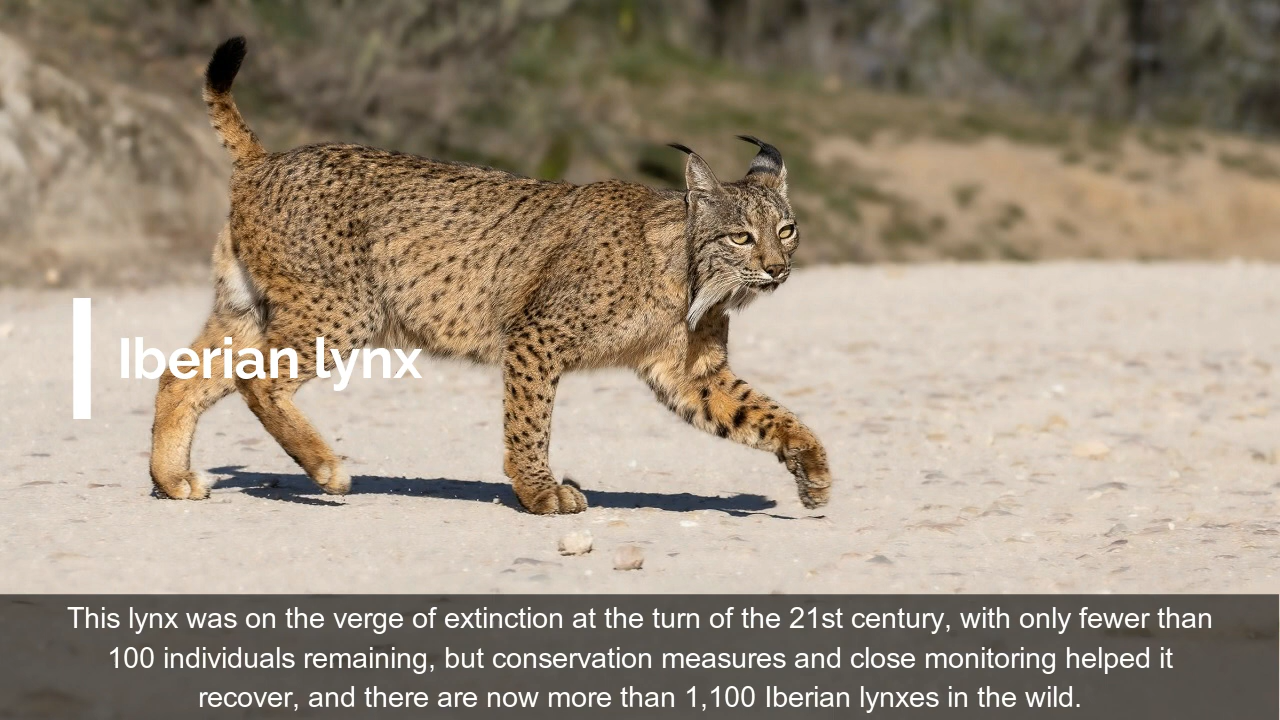 Iberian lynx
This lynx was on the verge of extinction at the turn of the 21st century, with only fewer than
100 individuals remaining, but conservation measures and close monitoring helped it
recover, and there are now more than 1,100 Iberian lynxes in the wild.